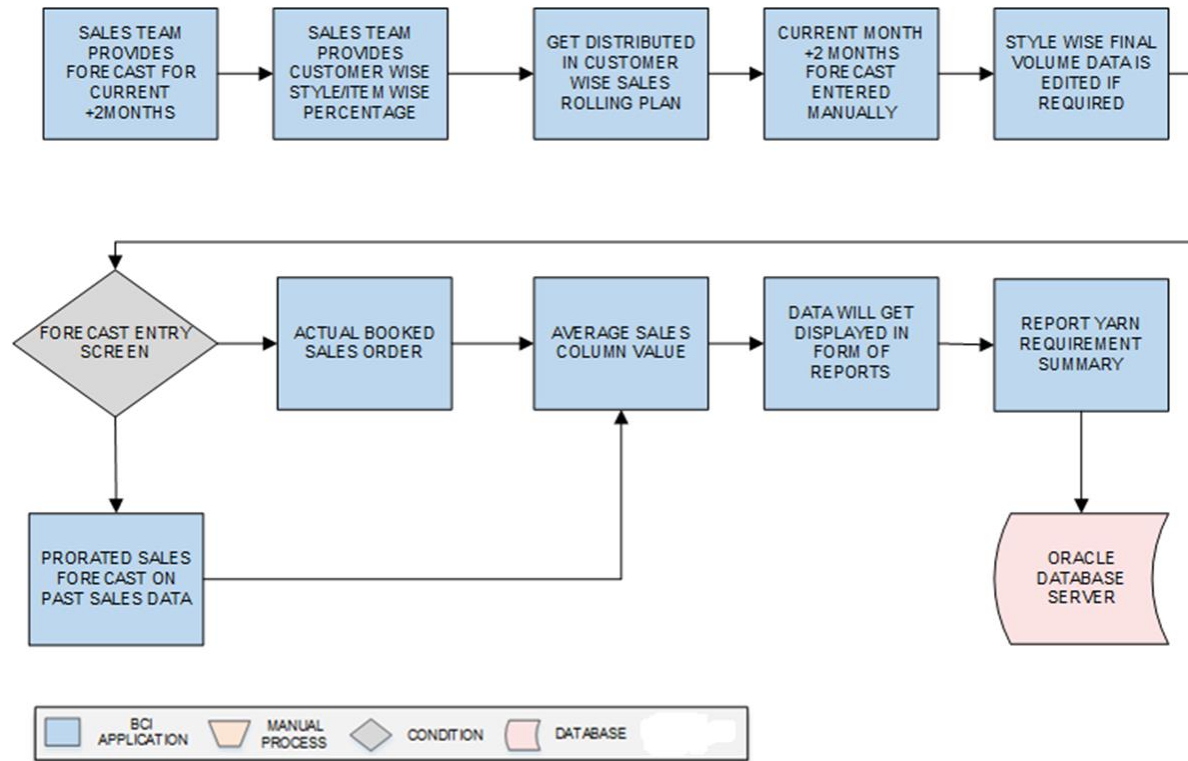 SALES TEAM
PROVIDES
FORECAST FOR
CURRENT
+2MONTHS
SALES TEAM
PROVIDES
CUSTOMER WISE
STYLE/ITEM WISE
PERCENTAGE
GET DISTRIBUTED
IN CUSTOMER
WISE SALES
ROLLING PLAN
CURRENT MONTH
+2 MONTHS
FORECAST
ENTERED
MANUALLY
STYLE WISE FINAL
VOLUME DATA IS
EDITED IF
REQUIRED
FORECAST ENTRY
SCREEN
ACTUAL BOOKED
SALES ORDER
AVERAGE SALES
COLUMN VALUE
DATA WILL GET
DISPLAYED IN
FORM OF
REPORTS
REPORT YARN
REQUIREMENT
SUMMARY
PRORATED SALES
FORECAST ON
PAST SALES DATA
ORACLE
DATABASE
SERVER
BCI
APPLICATION
MANUAL
PROCESS
CONDITION
DATABASE